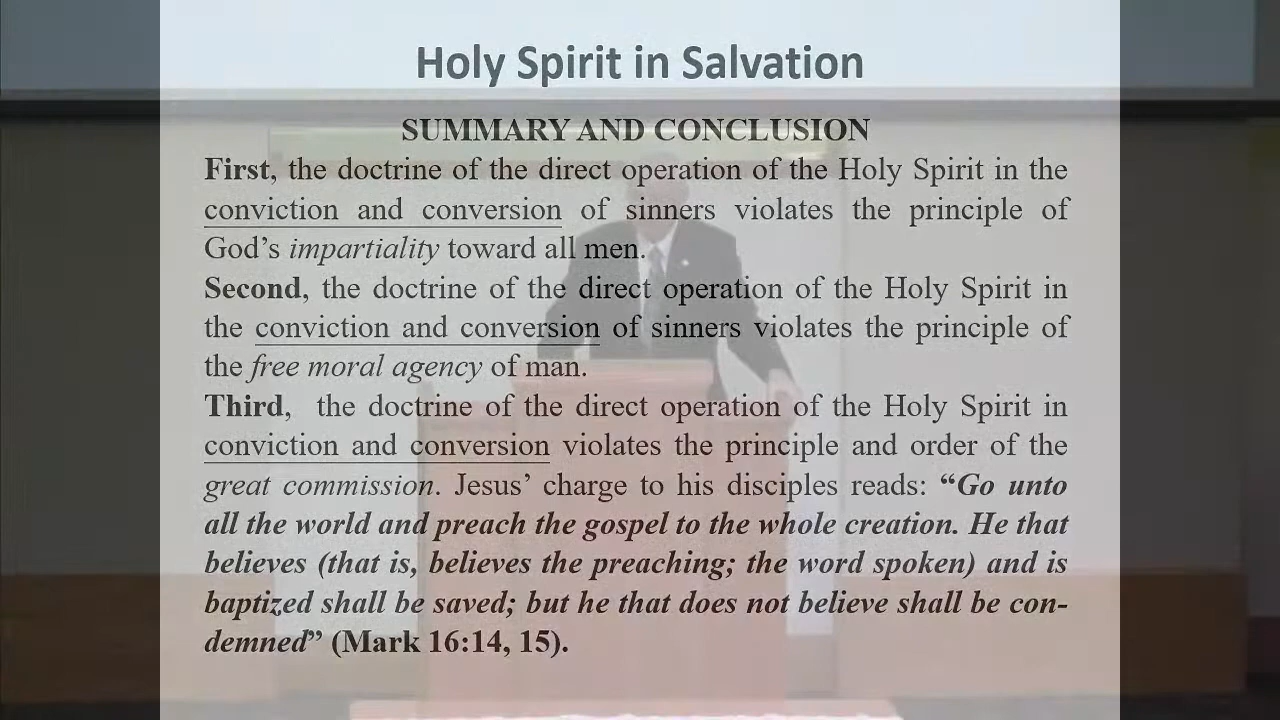 Holy Spirit in Salvation
SUMMARY AND CONCLUSION
First, the doctrine of the direct operation of the Holy Spirit in the
conviction and conversion of sinners violates the principle of
God’s impartiality toward all men.
Second, the doctrine of the direct operation of the Holy Spirit in
the conviction and conversion of sinners violates the principle of
the free moral agency of man.
Third, the doctrine of the direct operation of the Holy Spirit in
conviction and conversion violates the principle and order of the
great commission. Jesus’ charge to his disciples reads: “Go unto
all the world and preach the gospel to the whole creation. He that
believes (that is, believes the preaching; the word spoken) and is
baptized shall be saved; but he that does not believe shall be con-
demned” (Mark 16:14, 15).